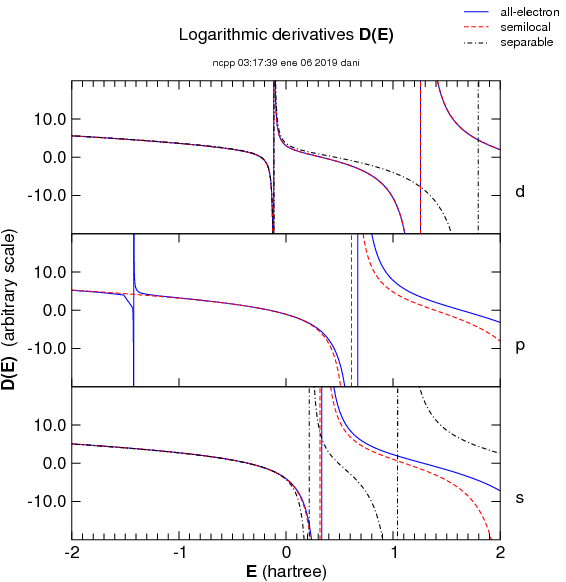 all-electron
semilocal
separable
Logarithmic derivatives D(E)
ncpp 03:17:39 ene 06 2019 dani
10.0
0.0
-10.0
d
10.0
0.0
-10.0
p
10.0
0.0
-10.0
s
D(E) (arbitrary scale)
-2 -1 0 1 2
E (hartree)